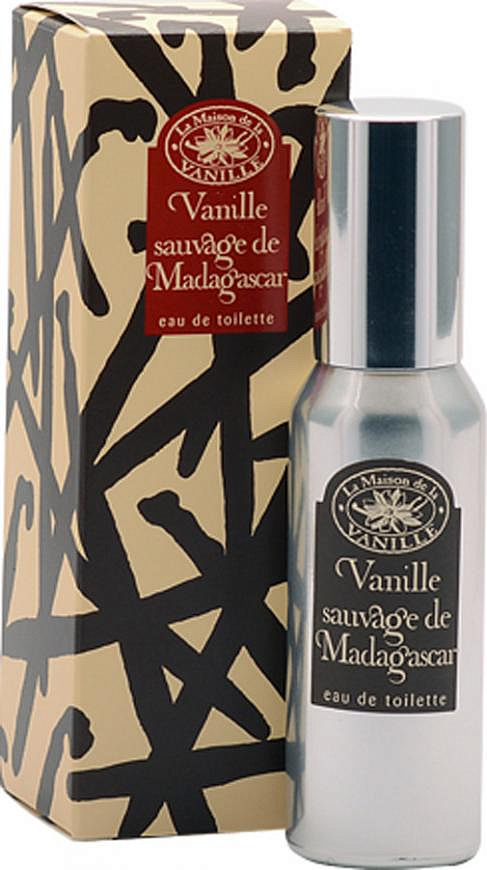 La Maison de la
VANILLE
Vanille
sauvage de
Madagascar
eau de toilette
La Maison de la
VANILLE
Vanille
sauvage de
Madagascar
eau de toilette